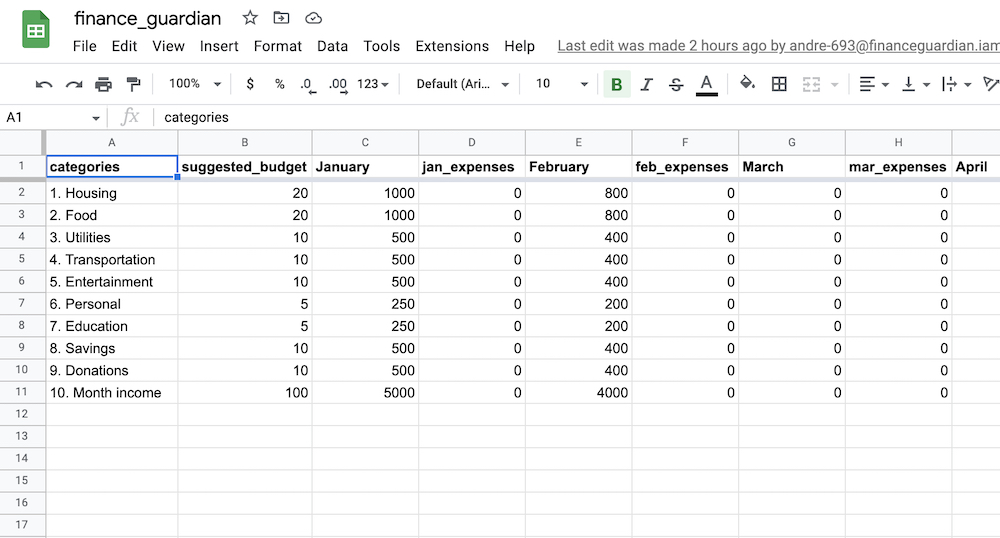 finance_guardian
File Edit View Insert Format Data Tools Extensions Help Last edit was made 2 hours ago by andre-693@financeguardian.iam
100% $ % .0 .00 123 Default (Ari... 10 B I S A
A1 fx categories
A B C D E F G H
1 categories suggested_budget January jan_expenses February feb_expenses March mar_expenses April
2 1. Housing 20 1000 0 800 0 0 0
3 2. Food 20 1000 0 800 0 0 0
4 3. Utilities 10 500 0 400 0 0 0
5 4. Transportation 10 500 0 400 0 0 0
6 5. Entertainment 10 500 0 400 0 0 0
7 6. Personal 5 250 0 200 0 0 0
8 7. Education 5 250 0 200 0 0 0
9 8. Savings 10 500 0 400 0 0 0
10 9. Donations 10 500 0 400 0 0 0
11 10. Month income 100 5000 0 4000 0 0 0
12
13
14
15
16
17